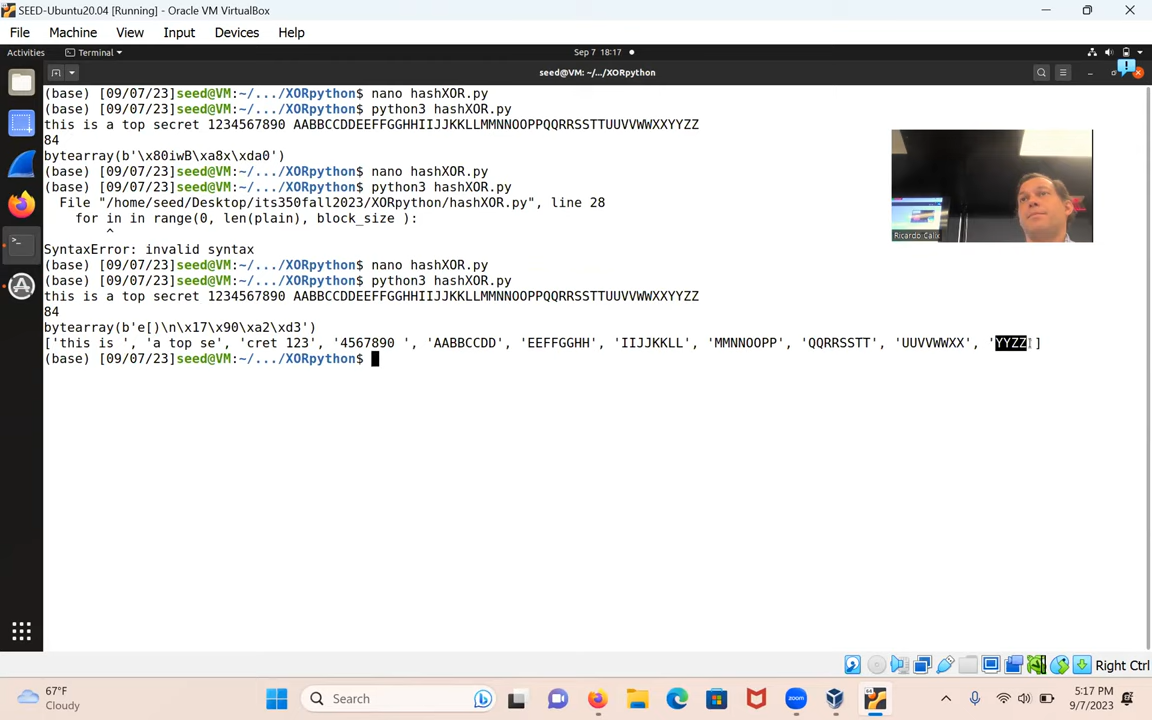 SEED-Ubuntu20.04 [Running] - Oracle VM VirtualBox
File Machine View Input Devices Help
Activities Terminal Sep 7 18:17
seed@VM: ~/.../XORpython
(base) [09/07/23]seed@VM:~/.../XORpython$ nano hashXOR.py
(base) [09/07/23]seed@VM:~/.../XORpython$ python3 hashXOR.py
this is a top secret 1234567890 AABBCCDDEEFFGGHHIIJJKKLLMMNNOOPPQQRRSSTTUUVVWWXXYYZZ
84
bytearray(b'\x80iwB\xa8x\xda0')
(base) [09/07/23]seed@VM:~/.../XORpython$ nano hashXOR.py
(base) [09/07/23]seed@VM:~/.../XORpython$ python3 hashXOR.py
File "/home/seed/Desktop/its350fall2023/XORpython/hashXOR.py", line 28
for in in range(0, len(plain), block_size ):
^
SyntaxError: invalid syntax
(base) [09/07/23]seed@VM:~/.../XORpython$ nano hashXOR.py
(base) [09/07/23]seed@VM:~/.../XORpython$ python3 hashXOR.py
this is a top secret 1234567890 AABBCCDDEEFFGGHHIIJJKKLLMMNNOOPPQQRRSSTTUUVVWWXXYYZZ
84
bytearray(b'e[)\n\x17\x90\xa2\xd3')
['this is ', 'a top se', 'cret 123', '4567890 ', 'AABBCCDD', 'EEFFGGHH', 'IIJJKKLL', 'MMNNOOPP', 'QQRRSSTT', 'UUVVWWXX', 'YYZZ']
(base) [09/07/23]seed@VM:~/.../XORpython$
Ricardo Calix
Right Ctrl
67°F
Cloudy
Search
5:17 PM
9/7/2023